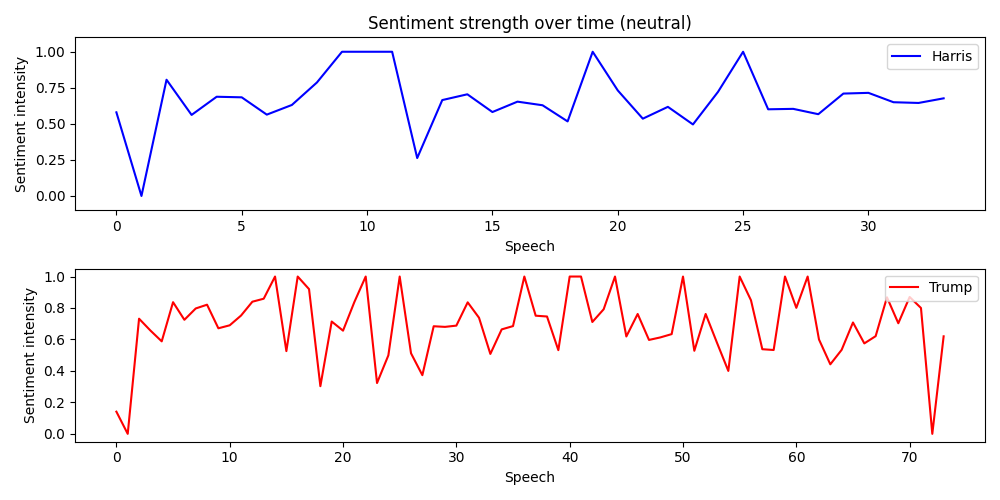 Sentiment strength over time (neutral)
Sentiment intensity
1.00
0.75
0.50
0.25
0.00
Harris
0 5 10 15 20 25 30
Speech
Sentiment intensity
1.0
0.8
0.6
0.4
0.2
0.0
Trump
0 10 20 30 40 50 60 70
Speech